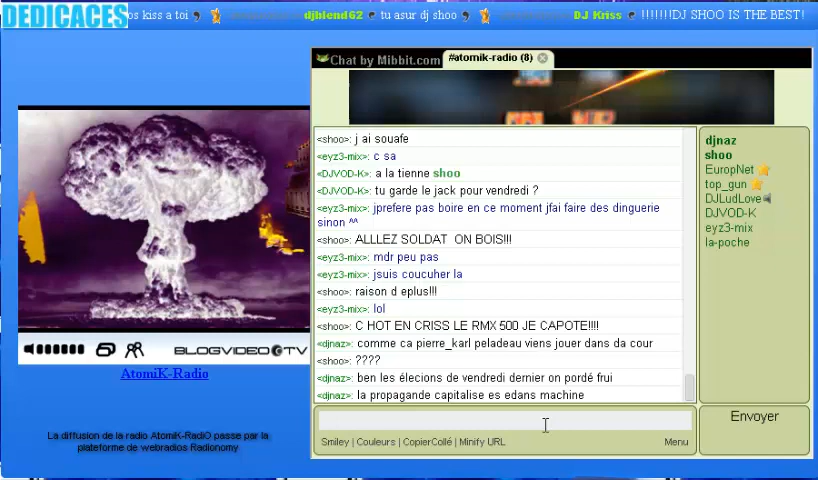 DEDICACES
os kiss a toi
djblend62
tu asur dj shoo
DJ Kriss
!!!!!!!DJ SHOO IS THE BEST!
Chat by Mibbit.com
#atomik-radio (8)
<shoo>: j ai souafe
<eyz3-mix>: c sa
<DJVOD-K>: a la tienne shoo
<DJVOD-K>: tu garde le jack pour vendredi ?
<eyz3-mix>: jprefere pas boire en ce moment jfai faire des dinguerie
sinon ^^
<shoo>: ALLLEZ SOLDAT ON BOIS!!!
<eyz3-mix>: mdr peu pas
<eyz3-mix>: jsuis coucuher la
<shoo>: raison d eplus!!!
<eyz3-mix>: lol
<shoo>: C HOT EN CRISS LE RMX 500 JE CAPOTE!!!!
<djnaz>: comme ca pierre_karl peladeau viens jouer dans da cour
<shoo>: ????
<djnaz>: ben les élecions de vendredi dernier on pordé frui
<djnaz>: la propagande capitalise es edans machine
djnaz
shoo
EuropNet
top_gun
DJLudLove
DJVOD-K
eyz3-mix
la-poche
Envoyer
Smiley | Couleurs | CopierCollé | Minify URL
Menu
BLOGVIDEO TV
AtomiK-Radio
La diffusion de la radio AtomiK-RadiO passe par la
plateforme de webradios Radionomy